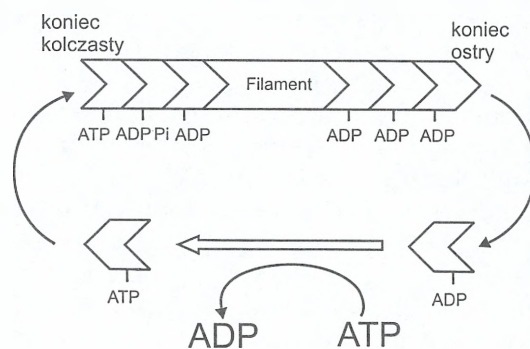 koniec
kolczasty
koniec
ostry
Filament
ATP ADP Pi ADP
ADP ADP ADP
ATP
ADP
ADP ATP